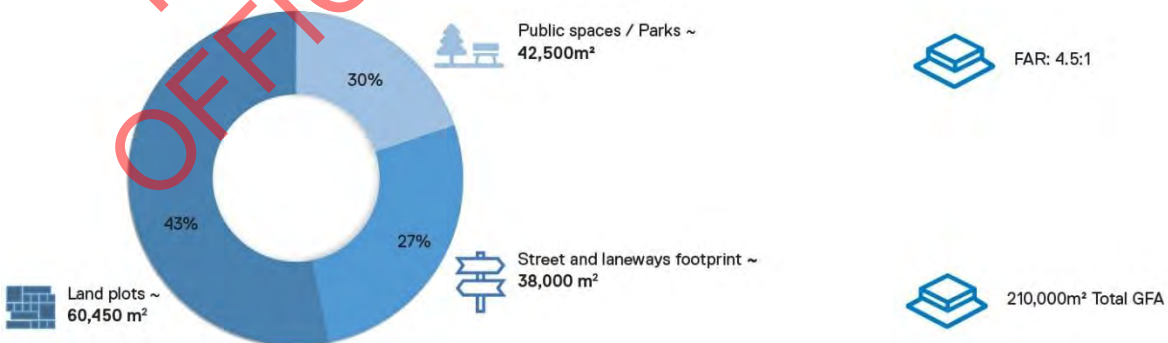 Public spaces / Parks ~
42,500m²
30%
FAR: 4.5:1
43%
27%
Street and laneways footprint ~
38,000 m²
Land plots ~
60,450 m²
210,000m² Total GFA